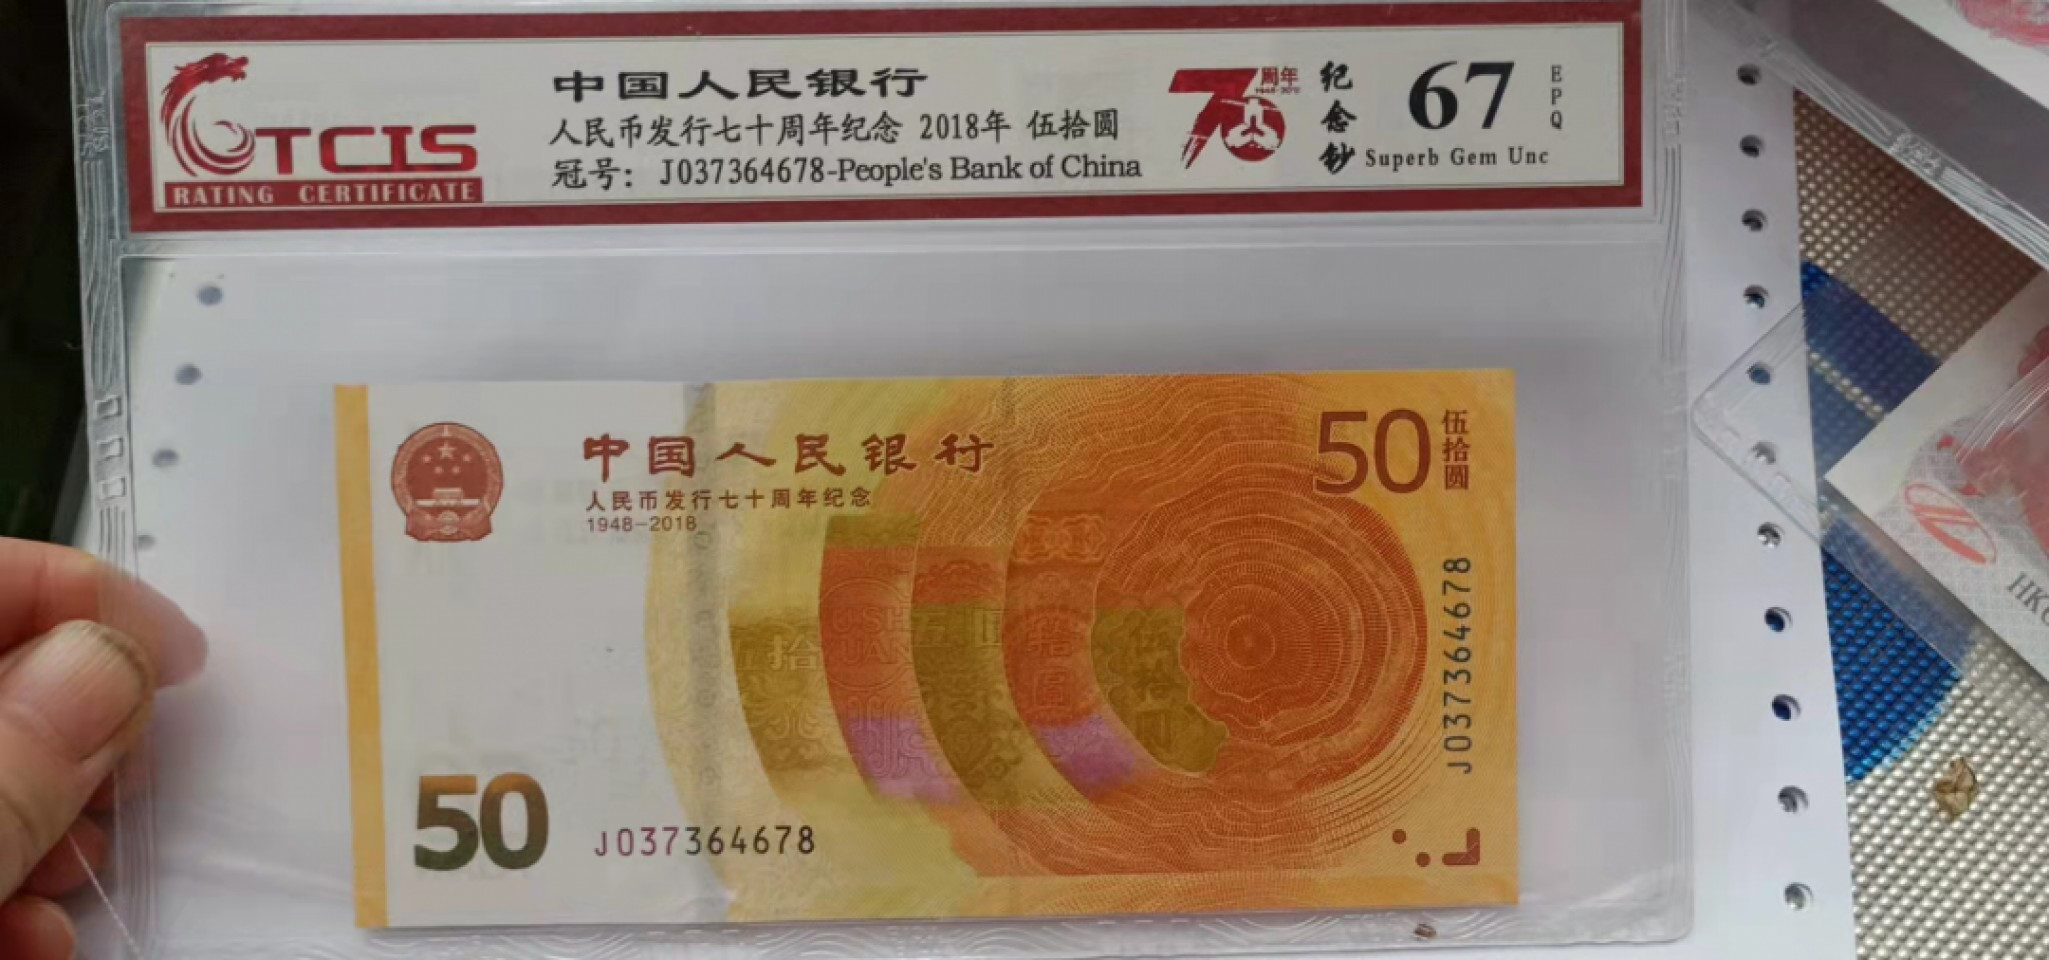 TCIS
RATING CERTIFICATE
中国人民银行
人民币发行七十周年纪念 2018年 伍拾圆
冠号： J037364678-People's Bank of China
70
周年
纪念钞
67
EPQ
Superb Gem Unc
中国人民银行
人民币发行七十周年纪念
1948-2018
50
伍拾圆
J037364678
50
J037364678
HK